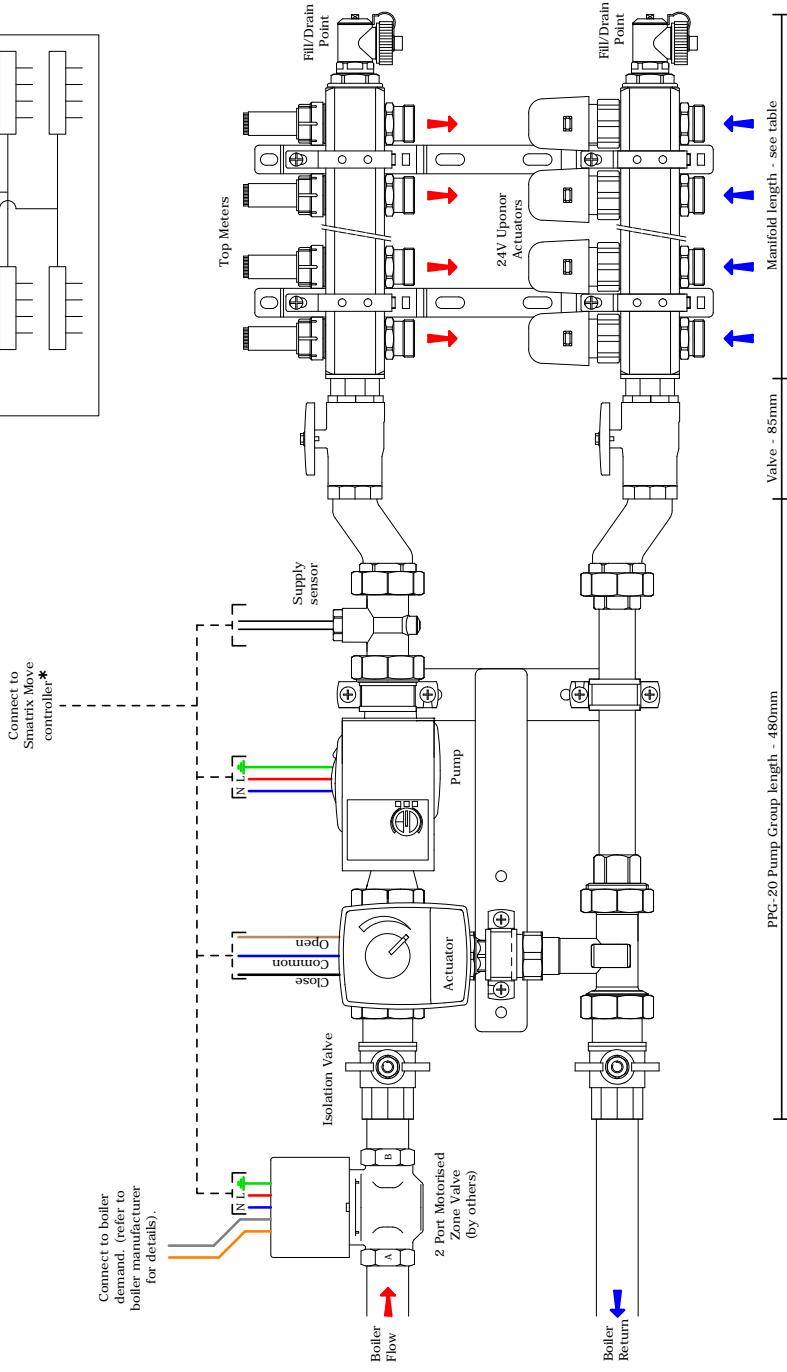 Fill/Drain
Point
Fill/Drain
Point
Top Meters
24V Uponor
Actuators
Manifold length - see table
Valve - 85mm
Supply
sensor
Connect to
Smatrix Move
controller*
N L
Pump
PPG-20 Pump Group length - 480mm
Open
Common
Close
Actuator
Isolation Valve
N L
Connect to boiler
demand. (refer to
boiler manufacturer
for details).
B
A
2 Port Motorised
Zone Valve
(by others)
Boiler
Flow
Boiler
Return